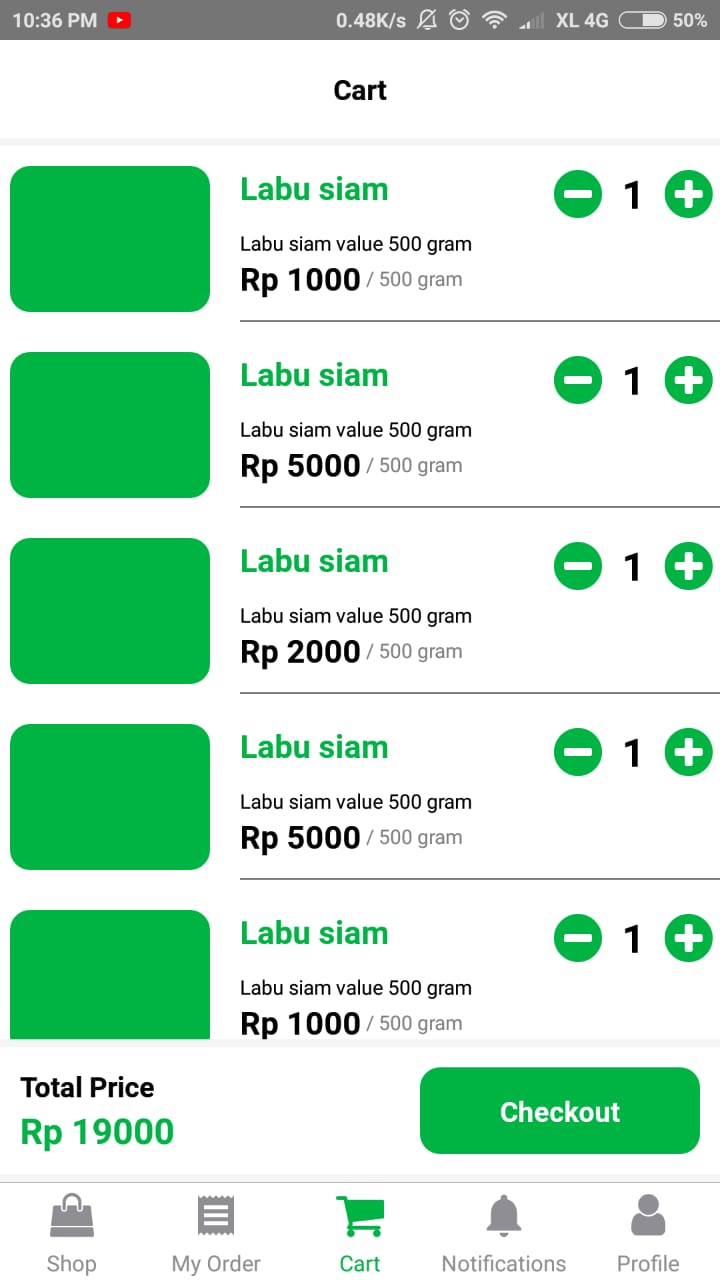 10:36 PM 0.48K/s XL 4G 50%
Cart
Labu siam 1
Labu siam value 500 gram
Rp 1000 / 500 gram
Labu siam 1
Labu siam value 500 gram
Rp 5000 / 500 gram
Labu siam 1
Labu siam value 500 gram
Rp 2000 / 500 gram
Labu siam 1
Labu siam value 500 gram
Rp 5000 / 500 gram
Labu siam 1
Labu siam value 500 gram
Rp 1000 / 500 gram
Total Price
Rp 19000
Checkout
Shop My Order Cart Notifications Profile